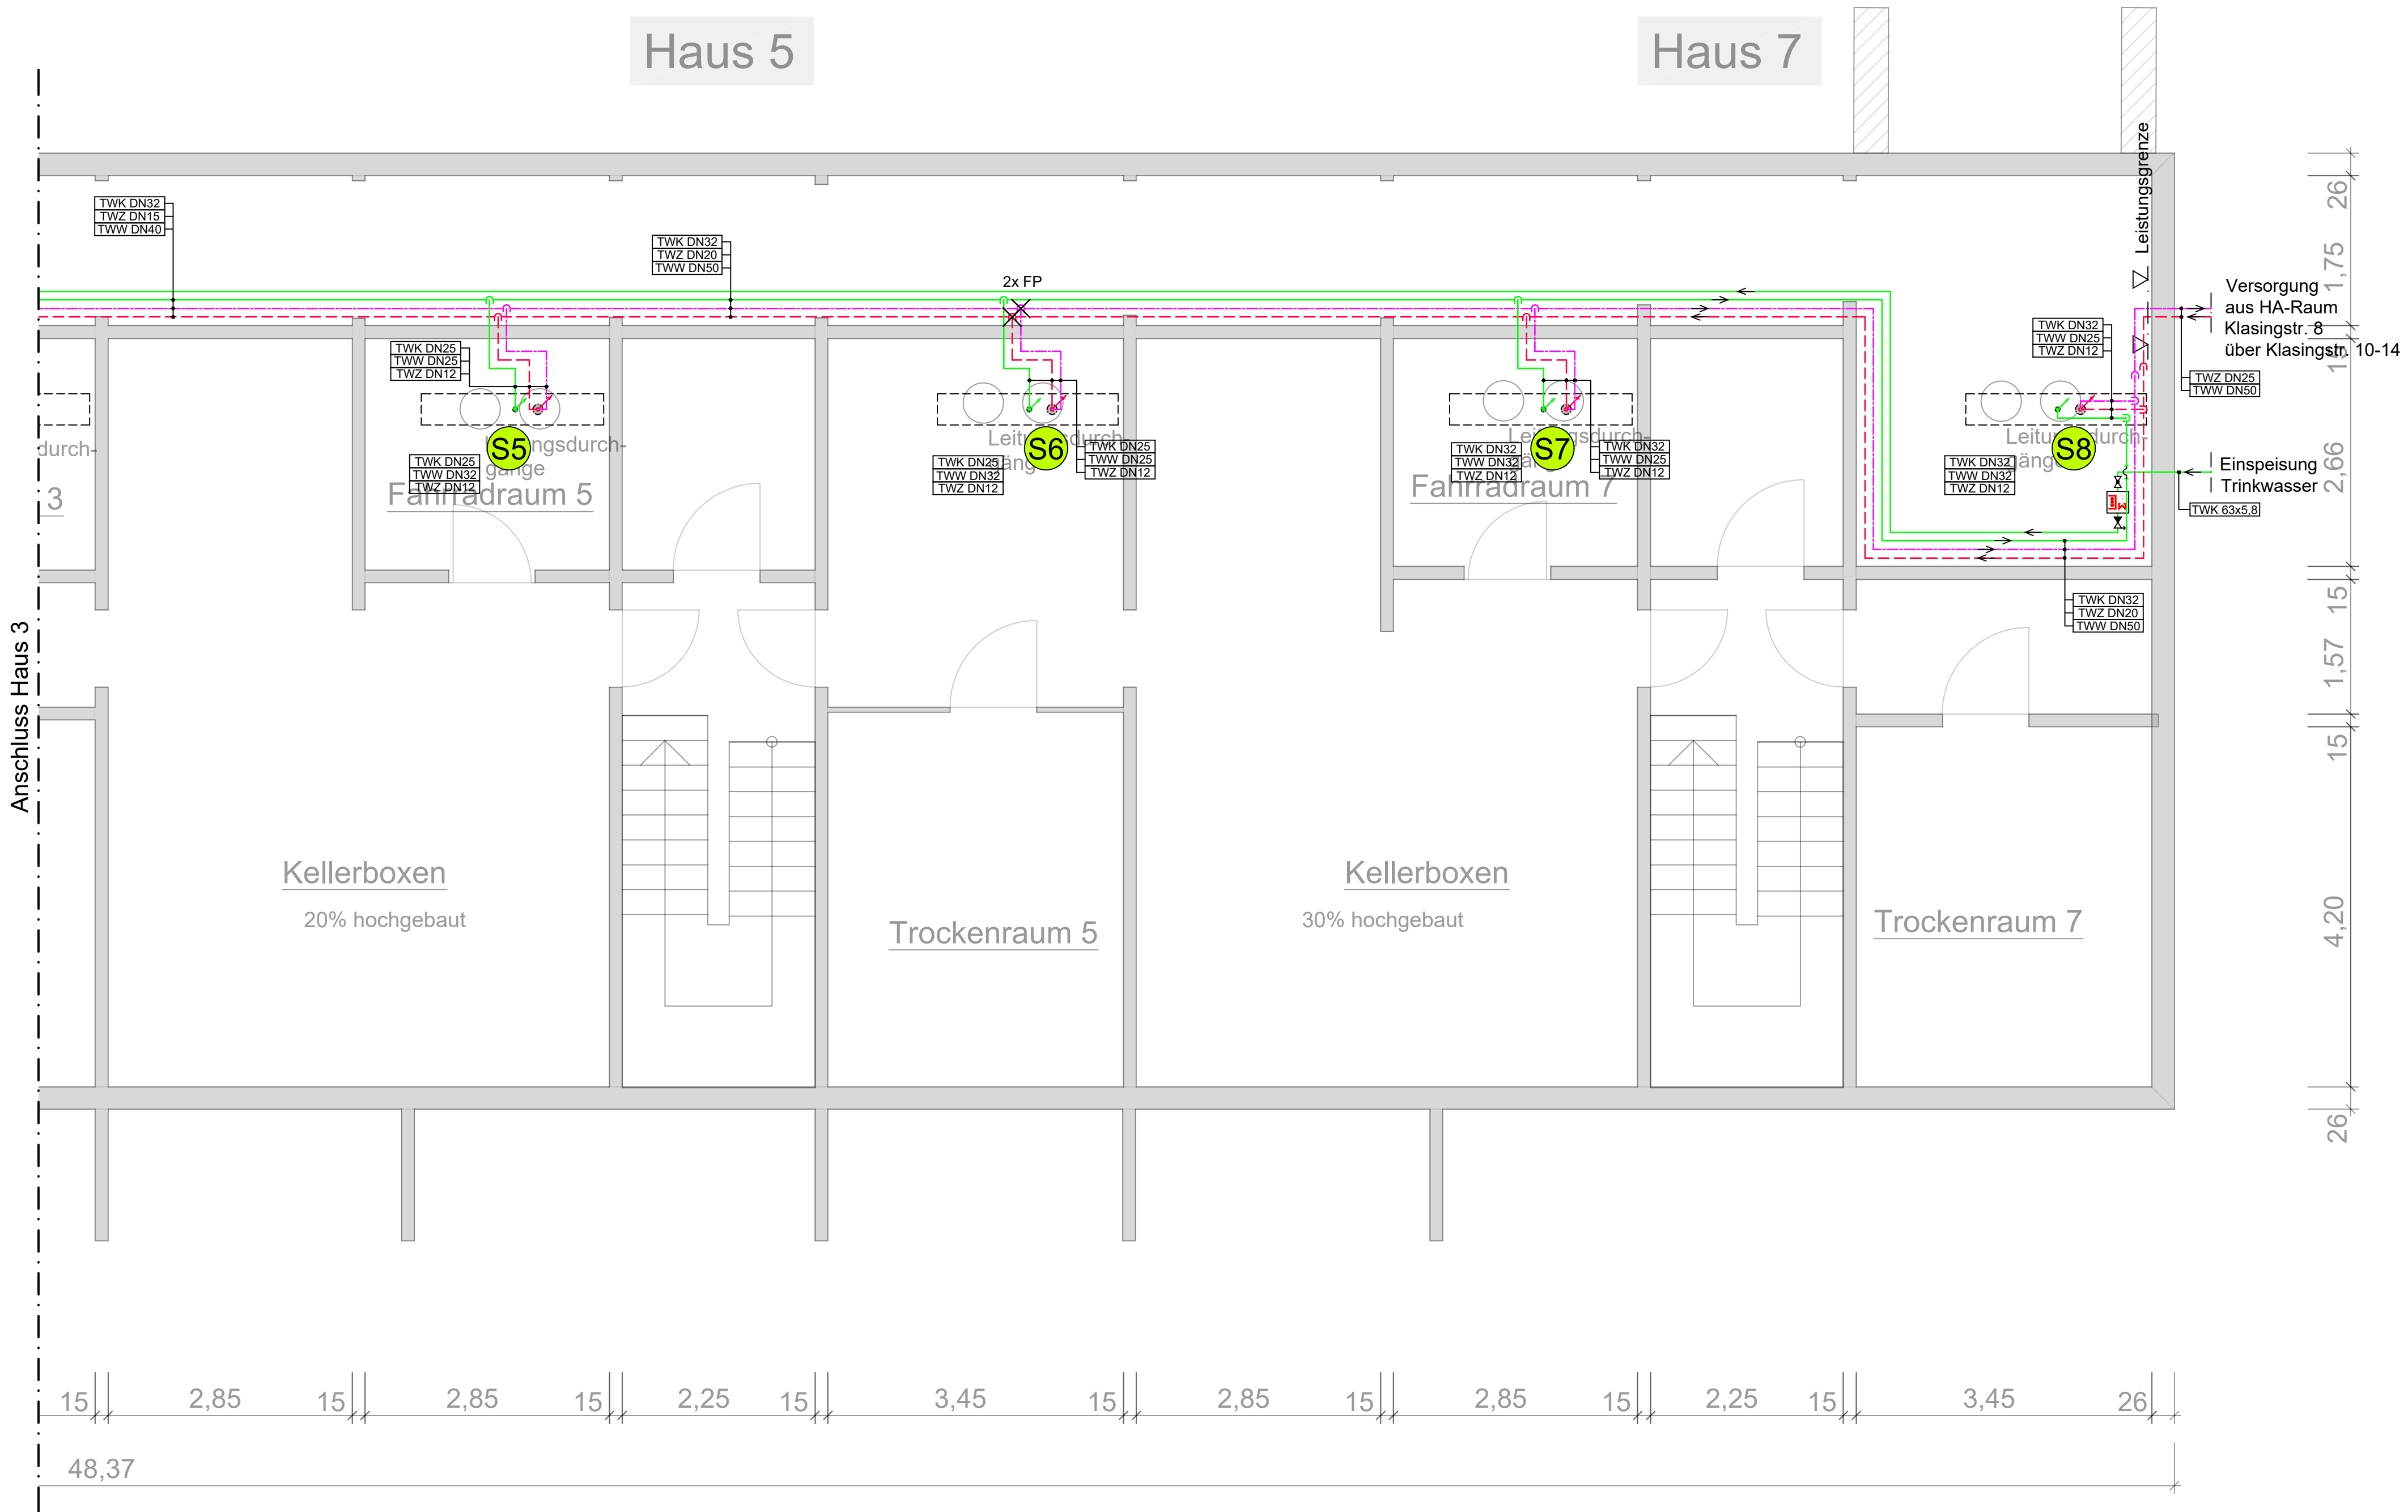 Haus 5
Haus 7
Leistungsgrenze
TWK DN32
TWZ DN15
TWW DN40
TWK DN32
TWZ DN20
TWW DN50
2x FP
Versorgung
aus HA-Raum
Klasingstr. 8
über Klasingstr. 10-14
TWK DN32
TWW DN25
TWZ DN12
TWZ DN25
TWW DN50
TWK DN25
TWW DN25
TWZ DN12
durch-
3
S5
gänge
TWK DN25
TWW DN32
TWZ DN12
Fahrradraum 5
S6
TWK DN25
TWW DN32
TWZ DN12
TWK DN25
TWW DN25
TWZ DN12
S7
TWK DN32
TWW DN32
TWZ DN12
TWK DN32
TWW DN25
TWZ DN12
Fahrradraum 7
S8
TWK DN32
TWW DN32
TWZ DN12
Einspeisung
Trinkwasser
TWK 63x5,8
TWK DN32
TWZ DN20
TWW DN50
Anschluss Haus 3
Kellerboxen
20% hochgebaut
Trockenraum 5
Kellerboxen
30% hochgebaut
Trockenraum 7
26
1,75
2,66
15
1,57
15
4,20
26
15
2,85
15
2,85
15
2,25
15
3,45
15
2,85
15
2,85
15
2,25
15
3,45
26
48,37